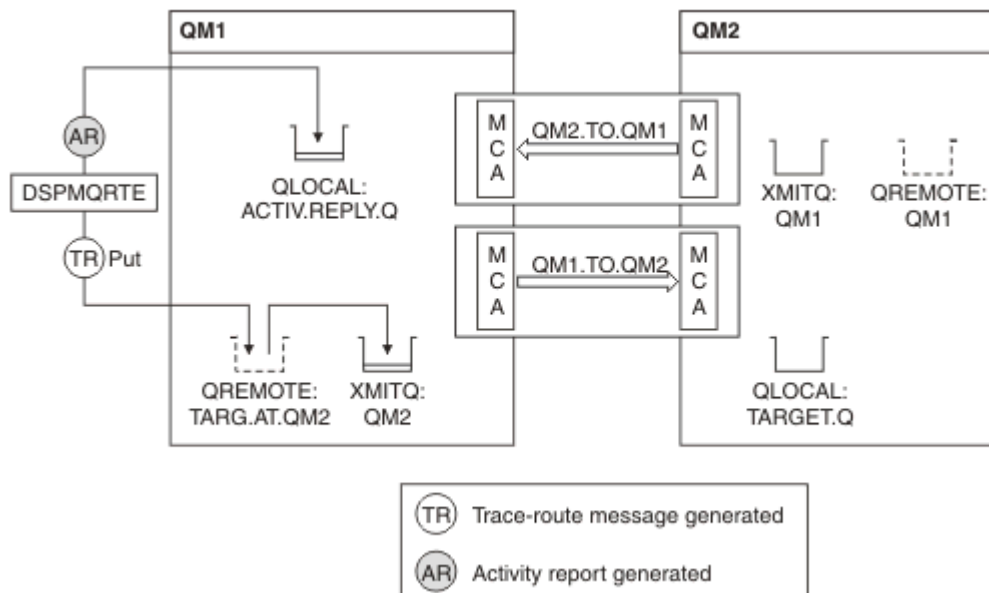 QM1
QM2
AR
DSPMQRTE
TR Put
QLOCAL:
ACTIV.REPLY.Q
M
C
A
QM2.TO.QM1
M
C
A
XMITQ:
QM1
QREMOTE:
QM1
M
C
A
QM1.TO.QM2
M
C
A
QREMOTE:
TARG.AT.QM2
XMITQ:
QM2
QLOCAL:
TARGET.Q
TR Trace-route message generated
AR Activity report generated